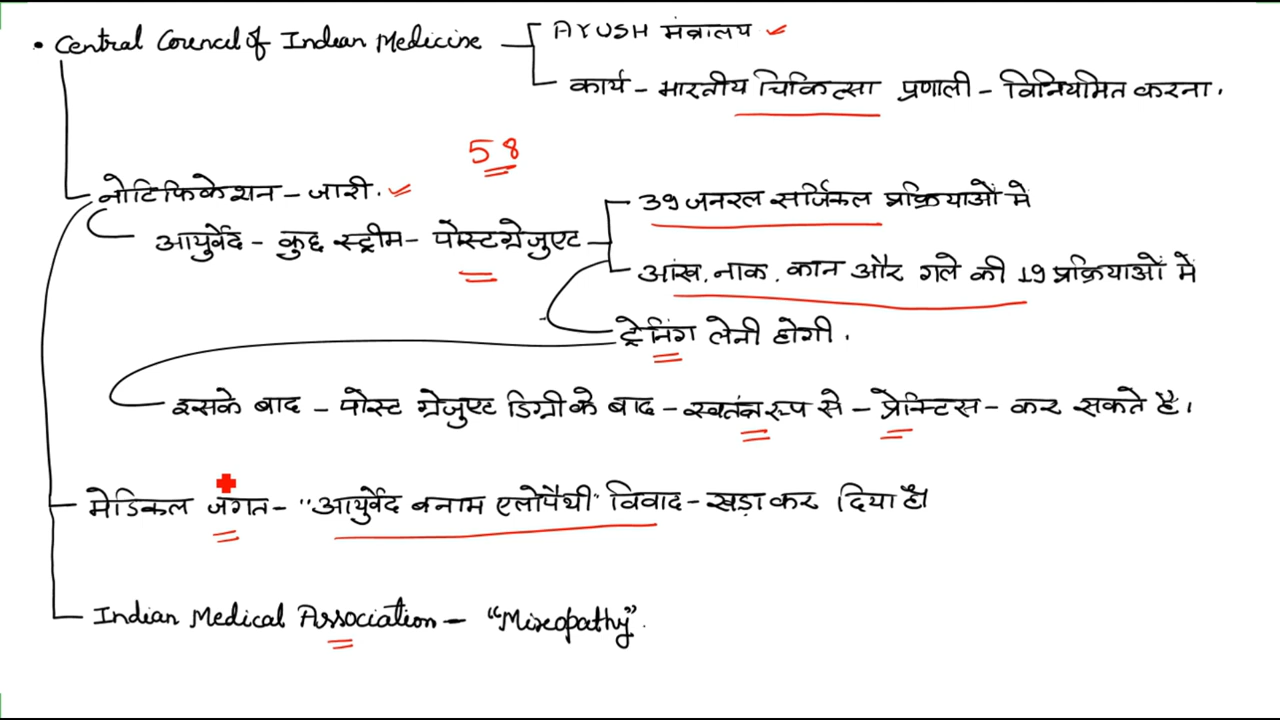 • Central Council of Indian Medicine
AYUSH मंत्रालय
कार्य - भारतीय चिकित्सा प्रणाली - विनियमित करना.
58
नोटिफिकेशन - जारी.
39 जनरल सर्जिकल प्रक्रियाओं में
आयुर्वेद - कुछ स्ट्रीम - पोस्टग्रेजुएट
आंख, नाक, कान और गले की 19 प्रक्रियाओं में
ट्रेनिंग लेनी होगी.
इसके बाद - पोस्ट ग्रेजुएट डिग्री के बाद - स्वतंत्र रूप से - प्रेक्टिस - कर सकते है.
मेडिकल जगत - "आयुर्वेद बनाम एलोपैथी" विवाद - खड़ा कर दिया है।
Indian Medical Association - "Mixopathy".